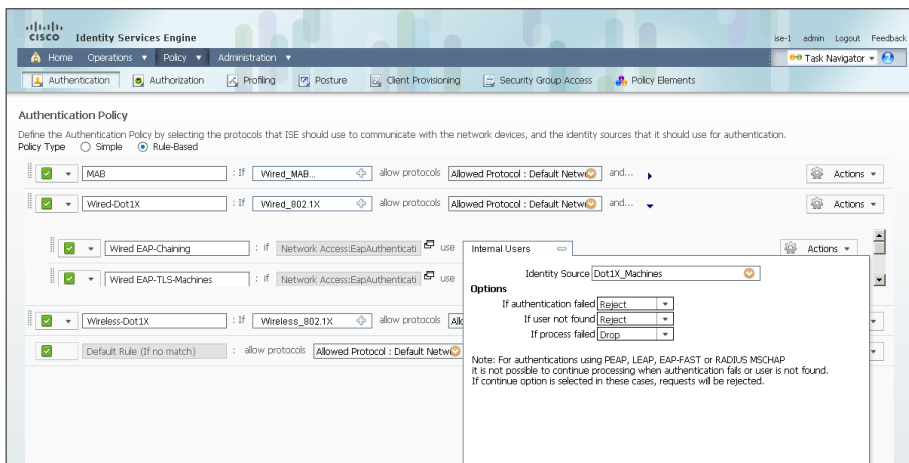 CISCO Identity Services Engine
ise-1 admin Logout Feedback
Home Operations Policy Administration
Task Navigator
Authentication Authorization Profiling Posture Client Provisioning Security Group Access Policy Elements
Authentication Policy
Define the Authentication Policy by selecting the protocols that ISE should use to communicate with the network devices, and the identity sources that it should use for authentication.
Policy Type Simple Rule-Based
MAB : If Wired_MAB... allow protocols Allowed Protocol : Default Netwo and... Actions
Wired-Dot1X : If Wired_802.1X allow protocols Allowed Protocol : Default Netwo and... Actions
Wired EAP-Chaining : if Network Access:EapAuthenticati use Internal Users Actions
Identity Source Dot1X_Machines
Wired EAP-TLS-Machines : if Network Access:EapAuthenticati use
Options
If authentication failed Reject
If user not found Reject
If process failed Drop
Wireless-Dot1X : If Wireless_802.1X allow protocols
Default Rule (If no match) : allow protocols Allowed Protocol : Default Netwo
Note: For authentications using PEAP, LEAP, EAP-FAST or RADIUS MSCHAP
it is not possible to continue processing when authentication fails or user is not found.
If continue option is selected in these cases, requests will be rejected.